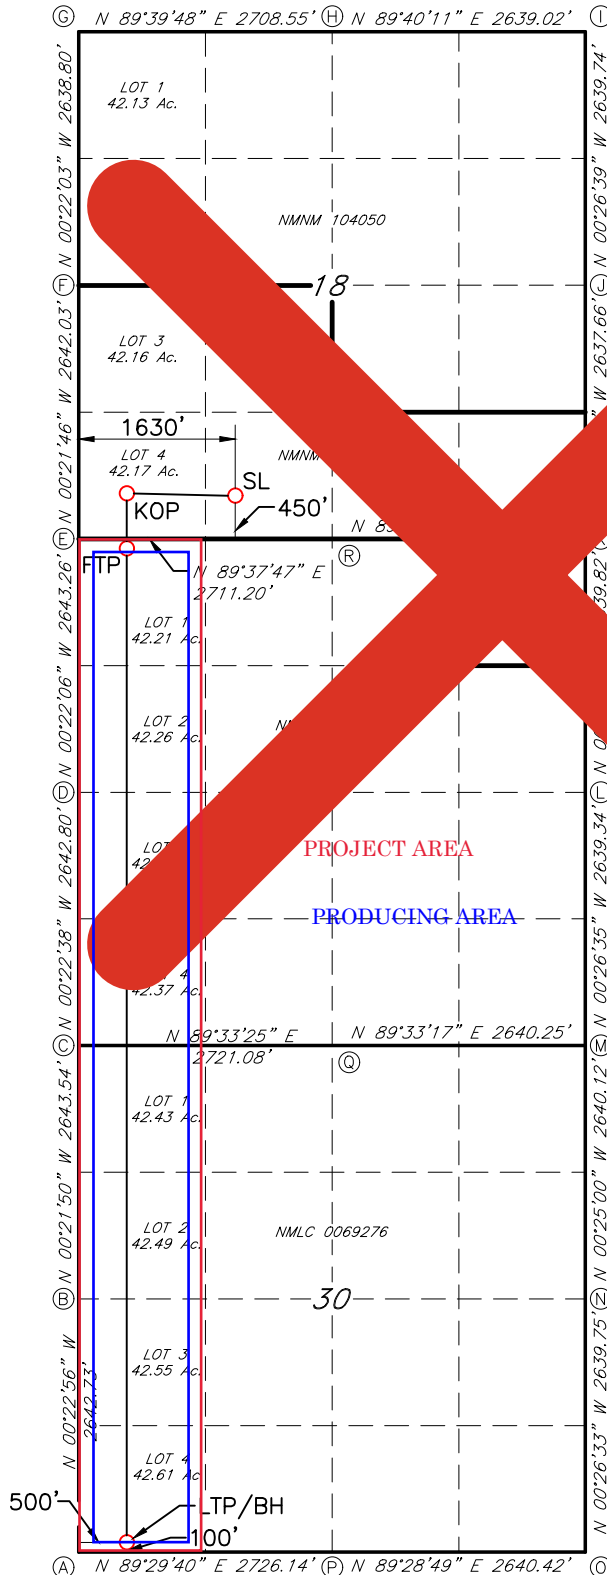 G N 89°39'48" E 2708.55' H N 89°40'11" E 2639.02' I
N 00°22'03" W 2638.80'
LOT 1
42.13 Ac.
N 00°26'39" W 2639.74'
NMNM 104050
F
18
J
N 00°21'46" W 2642.03'
LOT 3
42.16 Ac.
W 2637.66'
1630'
LOT 4
42.17 Ac.
NMNM
SL
KOP
450'
E
N
R
FTP
N 89°37'47" E
2711.20'
N 00°22'06" W 2643.26'
39.82'
LOT 1
42.21 Ac.
LOT 2
42.26 Ac.
D
L
N 00°22'38" W 2642.80'
PROJECT AREA
PRODUCING AREA
N 00°26'35" W 2639.34'
4
42.37 Ac.
C
N 89°33'25" E
2721.08'
N 89°33'17" E 2640.25'
M
Q
N 00°21'50" W 2643.54'
LOT 1
42.43 Ac.
N 00°25'00" W 2640.12'
LOT 2
42.49 Ac.
NMLC 0069276
B
30
N
N 00°22'56" W
2642.73'
LOT 3
42.55 Ac.
N 00°26'33" W 2639.75'
LOT 4
42.61 Ac
500'
LTP/BH
100'
A N 89°29'40" E 2726.14' P N 89°28'49" E 2640.42' O